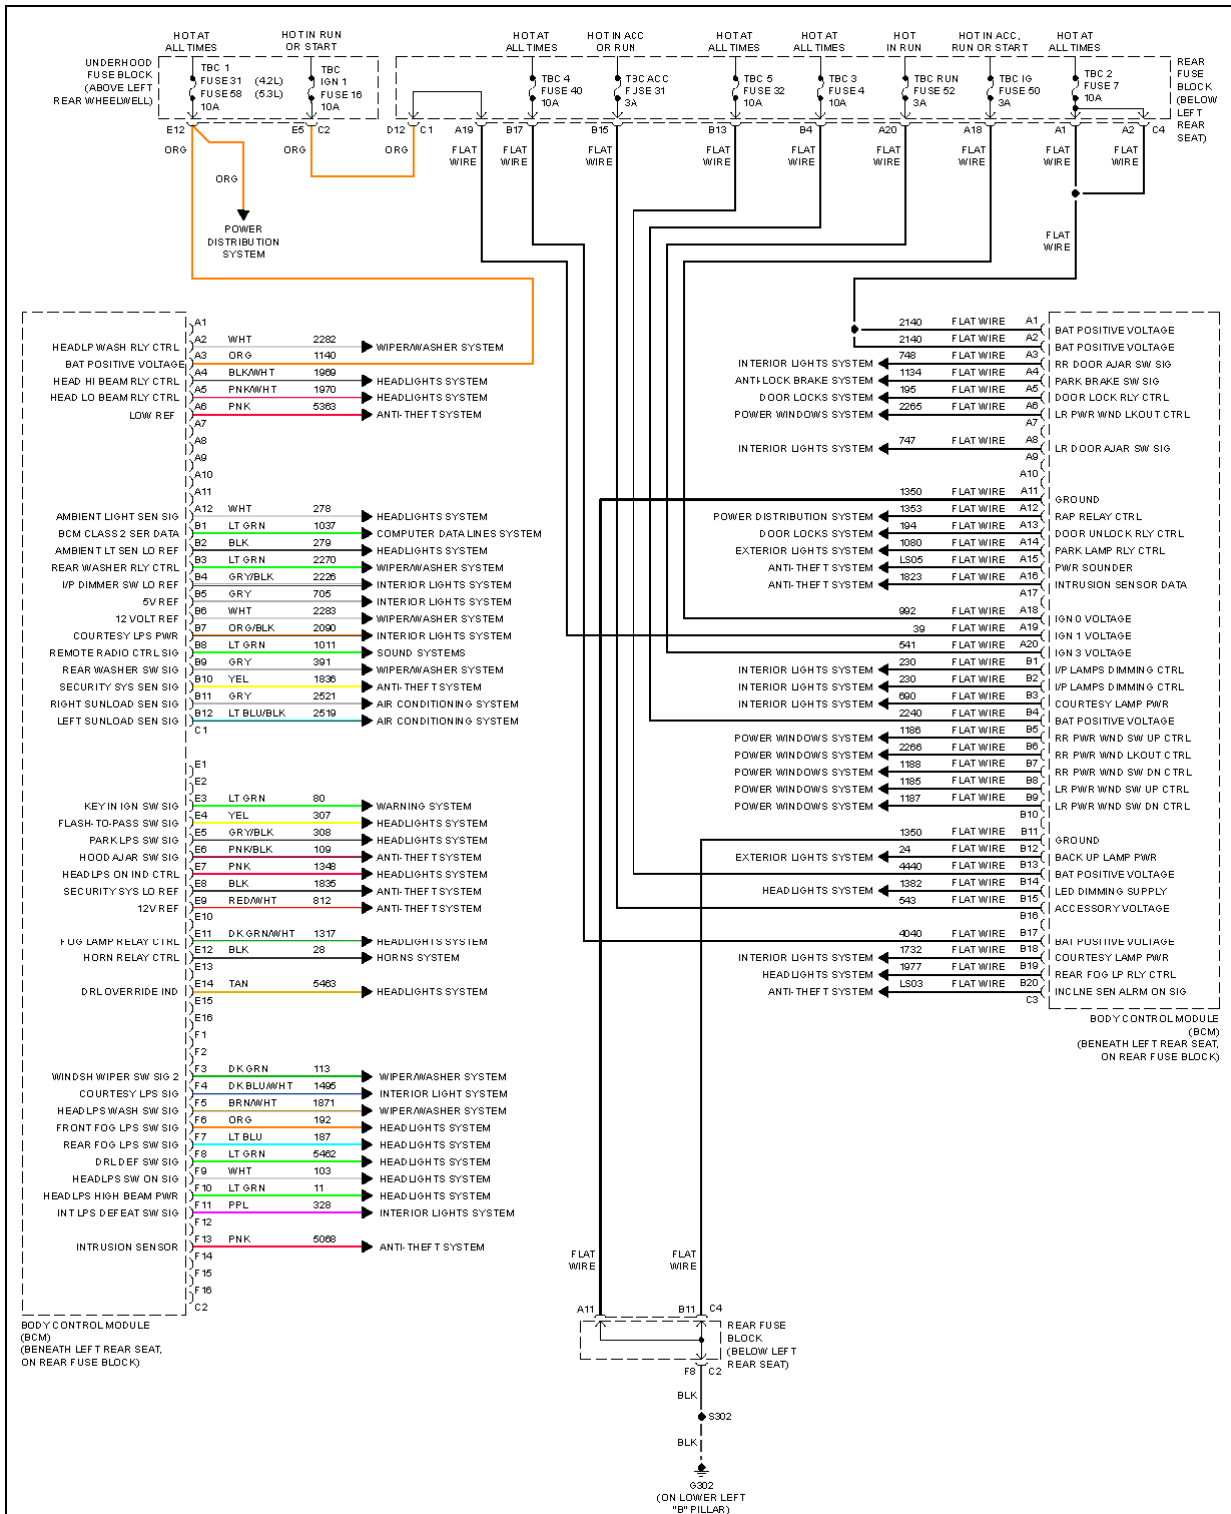 HOT AT
ALL TIMES
HOT IN RUN
OR START
HOT AT
ALL TIMES
HOT IN ACC
OR RUN
HOT AT
ALL TIMES
HOT AT
ALL TIMES
HOT
IN RUN
HOT IN ACC,
RUN OR START
HOT AT
ALL TIMES
UNDERHOOD
FUSE BLOCK
(ABOVE LEFT
REAR WHEELWELL)
TBC 1
FUSE 31 (4.2L)
FUSE 58 (5.3L)
10A
TBC
IGN 1
FUSE 16
10A
TBC 4
FUSE 40
10A
TBC ACC
FUSE 31
3A
TBC 5
FUSE 32
10A
TBC 3
FUSE 4
10A
TBC RUN
FUSE 52
3A
TBC IG
FUSE 50
3A
TBC 2
FUSE 7
10A
REAR
FUSE
BLOCK
(BELOW
LEFT
REAR
SEAT)
E12 E5 C2 D12 C1 A19 B17 B15 B13 B4 A20 A18 A1 A2 C4
ORG
ORG
ORG
FLAT
WIRE
FLAT
WIRE
FLAT
WIRE
FLAT
WIRE
FLAT
WIRE
FLAT
WIRE
FLAT
WIRE
FLAT
WIRE
FLAT
WIRE
ORG
POWER
DISTRIBUTION
SYSTEM
FLAT
WIRE
A1
HEADLP WASH RLY CTRL A2 WHT 2282 WIPER/WASHER SYSTEM
BAT POSITIVE VOLTAGE A3 ORG 1140
HEAD HI BEAM RLY CTRL A4 BLK/WHT 1969 HEADLIGHTS SYSTEM
HEAD LO BEAM RLY CTRL A5 PNK/WHT 1970 HEADLIGHTS SYSTEM
LOW REF A6 PNK 5363 ANTI-THEFT SYSTEM
A7
A8
A9
A10
A11
AMBIENT LIGHT SEN SIG A12 WHT 278 HEADLIGHTS SYSTEM
BCM CLASS 2 SER DATA B1 LT GRN 1037 COMPUTER DATA LINES SYSTEM
AMBIENT LT SEN LO REF B2 BLK 279 HEADLIGHTS SYSTEM
REAR WASHER RLY CTRL B3 LT GRN 2270 WIPER/WASHER SYSTEM
I/P DIMMER SW LO REF B4 GRY/BLK 2226 INTERIOR LIGHTS SYSTEM
5V REF B5 GRY 705 INTERIOR LIGHTS SYSTEM
12 VOLT REF B6 WHT 2283 WIPER/WASHER SYSTEM
COURTESY LPS PWR B7 ORG/BLK 2090 INTERIOR LIGHTS SYSTEM
REMOTE RADIO CTRL SIG B8 LT GRN 1011 SOUND SYSTEMS
REAR WASHER SW SIG B9 GRY 391 WIPER/WASHER SYSTEM
SECURITY SYS SEN SIG B10 YEL 1836 ANTI-THEFT SYSTEM
RIGHT SUNLOAD SEN SIG B11 GRY 2521 AIR CONDITIONING SYSTEM
LEFT SUNLOAD SEN SIG B12 LT BLU/BLK 2519 AIR CONDITIONING SYSTEM
C1
E1
E2
KEY IN IGN SW SIG E3 LT GRN 80 WARNING SYSTEM
FLASH-TO-PASS SW SIG E4 YEL 307 HEADLIGHTS SYSTEM
PARK LPS SW SIG E5 GRY/BLK 308 HEADLIGHTS SYSTEM
HOOD AJAR SW SIG E6 PNK/BLK 109 ANTI-THEFT SYSTEM
HEADLPS ON IND CTRL E7 PNK 1348 HEADLIGHTS SYSTEM
SECURITY SYS LO REF E8 BLK 1835 ANTI-THEFT SYSTEM
12V REF E9 RED/WHT 812 ANTI-THEFT SYSTEM
E10
FOG LAMP RELAY CTRL E11 DK GRN/WHT 1317 HEADLIGHTS SYSTEM
HORN RELAY CTRL E12 BLK 28 HORNS SYSTEM
E13
DRL OVERRIDE IND E14 TAN 5463 HEADLIGHTS SYSTEM
E15
E16
F1
F2
WINDSH WIPER SW SIG 2 F3 DK GRN 113 WIPER/WASHER SYSTEM
COURTESY LPS SIG F4 DK BLU/WHT 1495 INTERIOR LIGHT SYSTEM
HEADLPS WASH SW SIG F5 BRN/WHT 1871 WIPER/WASHER SYSTEM
FRONT FOG LPS SW SIG F6 ORG 192 HEADLIGHTS SYSTEM
REAR FOG LPS SW SIG F7 LT BLU 187 HEADLIGHTS SYSTEM
DRL DEF SW SIG F8 LT GRN 5462 HEADLIGHTS SYSTEM
HEADLPS SW ON SIG F9 WHT 103 HEADLIGHTS SYSTEM
HEADLPS HIGH BEAM PWR F10 LT GRN 11 HEADLIGHTS SYSTEM
INT LPS DEFEAT SW SIG F11 PPL 328 INTERIOR LIGHTS SYSTEM
F12
INTRUSION SENSOR F13 PNK 5068 ANTI-THEFT SYSTEM
F14
F15
F16
C2
BODY CONTROL MODULE
(BCM)
(BENEATH LEFT REAR SEAT,
ON REAR FUSE BLOCK)
2140 FLAT WIRE A1 BAT POSITIVE VOLTAGE
2140 FLAT WIRE A2 BAT POSITIVE VOLTAGE
INTERIOR LIGHTS SYSTEM 748 FLAT WIRE A3 RR DOOR AJAR SW SIG
ANTI-LOCK BRAKE SYSTEM 1134 FLAT WIRE A4 PARK BRAKE SW SIG
DOOR LOCKS SYSTEM 195 FLAT WIRE A5 DOOR LOCK RLY CTRL
POWER WINDOWS SYSTEM 2265 FLAT WIRE A6 LR PWR WND LKOUT CTRL
A7
INTERIOR LIGHTS SYSTEM 747 FLAT WIRE A8 LR DOOR AJAR SW SIG
A9
A10
1350 FLAT WIRE A11 GROUND
POWER DISTRIBUTION SYSTEM 1353 FLAT WIRE A12 RAP RELAY CTRL
DOOR LOCKS SYSTEM 194 FLAT WIRE A13 DOOR UNLOCK RLY CTRL
EXTERIOR LIGHTS SYSTEM 1080 FLAT WIRE A14 PARK LAMP RLY CTRL
ANTI-THEFT SYSTEM LS05 FLAT WIRE A15 PWR SOUNDER
ANTI-THEFT SYSTEM 1823 FLAT WIRE A16 INTRUSION SENSOR DATA
A17
992 FLAT WIRE A18 IGN 0 VOLTAGE
39 FLAT WIRE A19 IGN 1 VOLTAGE
541 FLAT WIRE A20 IGN 3 VOLTAGE
INTERIOR LIGHTS SYSTEM 230 FLAT WIRE B1 I/P LAMPS DIMMING CTRL
INTERIOR LIGHTS SYSTEM 230 FLAT WIRE B2 I/P LAMPS DIMMING CTRL
INTERIOR LIGHTS SYSTEM 690 FLAT WIRE B3 COURTESY LAMP PWR
2240 FLAT WIRE B4 BAT POSITIVE VOLTAGE
POWER WINDOWS SYSTEM 1186 FLAT WIRE B5 RR PWR WND SW UP CTRL
POWER WINDOWS SYSTEM 2266 FLAT WIRE B6 RR PWR WND LKOUT CTRL
POWER WINDOWS SYSTEM 1188 FLAT WIRE B7 RR PWR WND SW DN CTRL
POWER WINDOWS SYSTEM 1185 FLAT WIRE B8 LR PWR WND SW UP CTRL
POWER WINDOWS SYSTEM 1187 FLAT WIRE B9 LR PWR WND SW DN CTRL
B10
1350 FLAT WIRE B11 GROUND
EXTERIOR LIGHTS SYSTEM 24 FLAT WIRE B12 BACK UP LAMP PWR
4440 FLAT WIRE B13 BAT POSITIVE VOLTAGE
HEADLIGHTS SYSTEM 1382 FLAT WIRE B14 LED DIMMING SUPPLY
543 FLAT WIRE B15 ACCESSORY VOLTAGE
B16
4040 FLAT WIRE B17 BAT POSITIVE VOLTAGE
INTERIOR LIGHTS SYSTEM 1732 FLAT WIRE B18 COURTESY LAMP PWR
HEADLIGHTS SYSTEM 1977 FLAT WIRE B19 REAR FOG LP RLY CTRL
ANTI-THEFT SYSTEM LS03 FLAT WIRE B20 INCLNE SEN ALRM ON SIG
C3
BODY CONTROL MODULE
(BCM)
(BENEATH LEFT REAR SEAT,
ON REAR FUSE BLOCK)
FLAT
WIRE
FLAT
WIRE
A11 B11 C4
REAR FUSE
BLOCK
(BELOW LEFT
REAR SEAT)
F8 C2
BLK
S302
BLK
G302
(ON LOWER LEFT
"B" PILLAR)